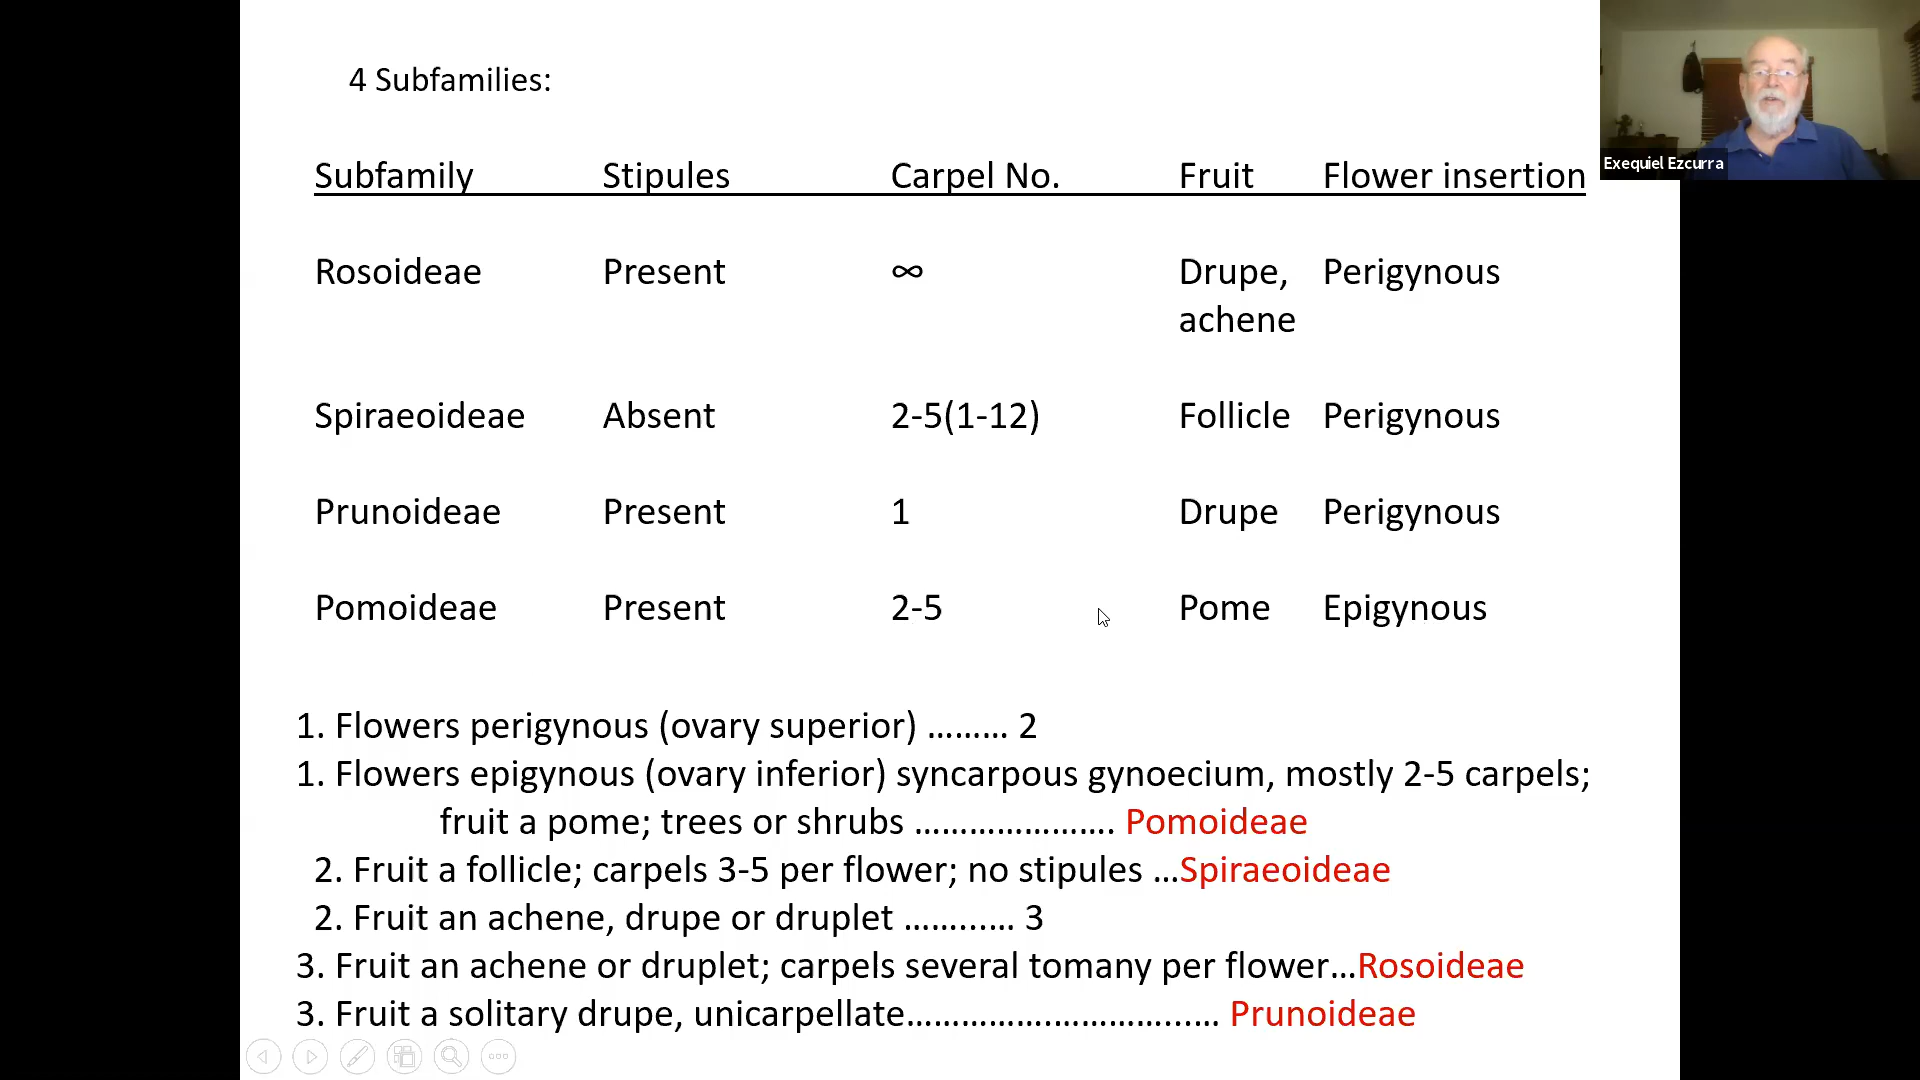 4 Subfamilies:
Subfamily Stipules Carpel No. Fruit Flower insertion
Rosoideae Present ∞ Drupe, Perigynous
achene
Spiraeoideae Absent 2-5(1-12) Follicle Perigynous
Prunoideae Present 1 Drupe Perigynous
Pomoideae Present 2-5 Pome Epigynous
1. Flowers perigynous (ovary superior) ……… 2
1. Flowers epigynous (ovary inferior) syncarpous gynoecium, mostly 2-5 carpels;
fruit a pome; trees or shrubs …………………. Pomoideae
2. Fruit a follicle; carpels 3-5 per flower; no stipules …Spiraeoideae
2. Fruit an achene, drupe or druplet ……...… 3
3. Fruit an achene or druplet; carpels several tomany per flower…Rosoideae
3. Fruit a solitary drupe, unicarpellate…………….…………...… Prunoideae
Exequiel Ezcurra